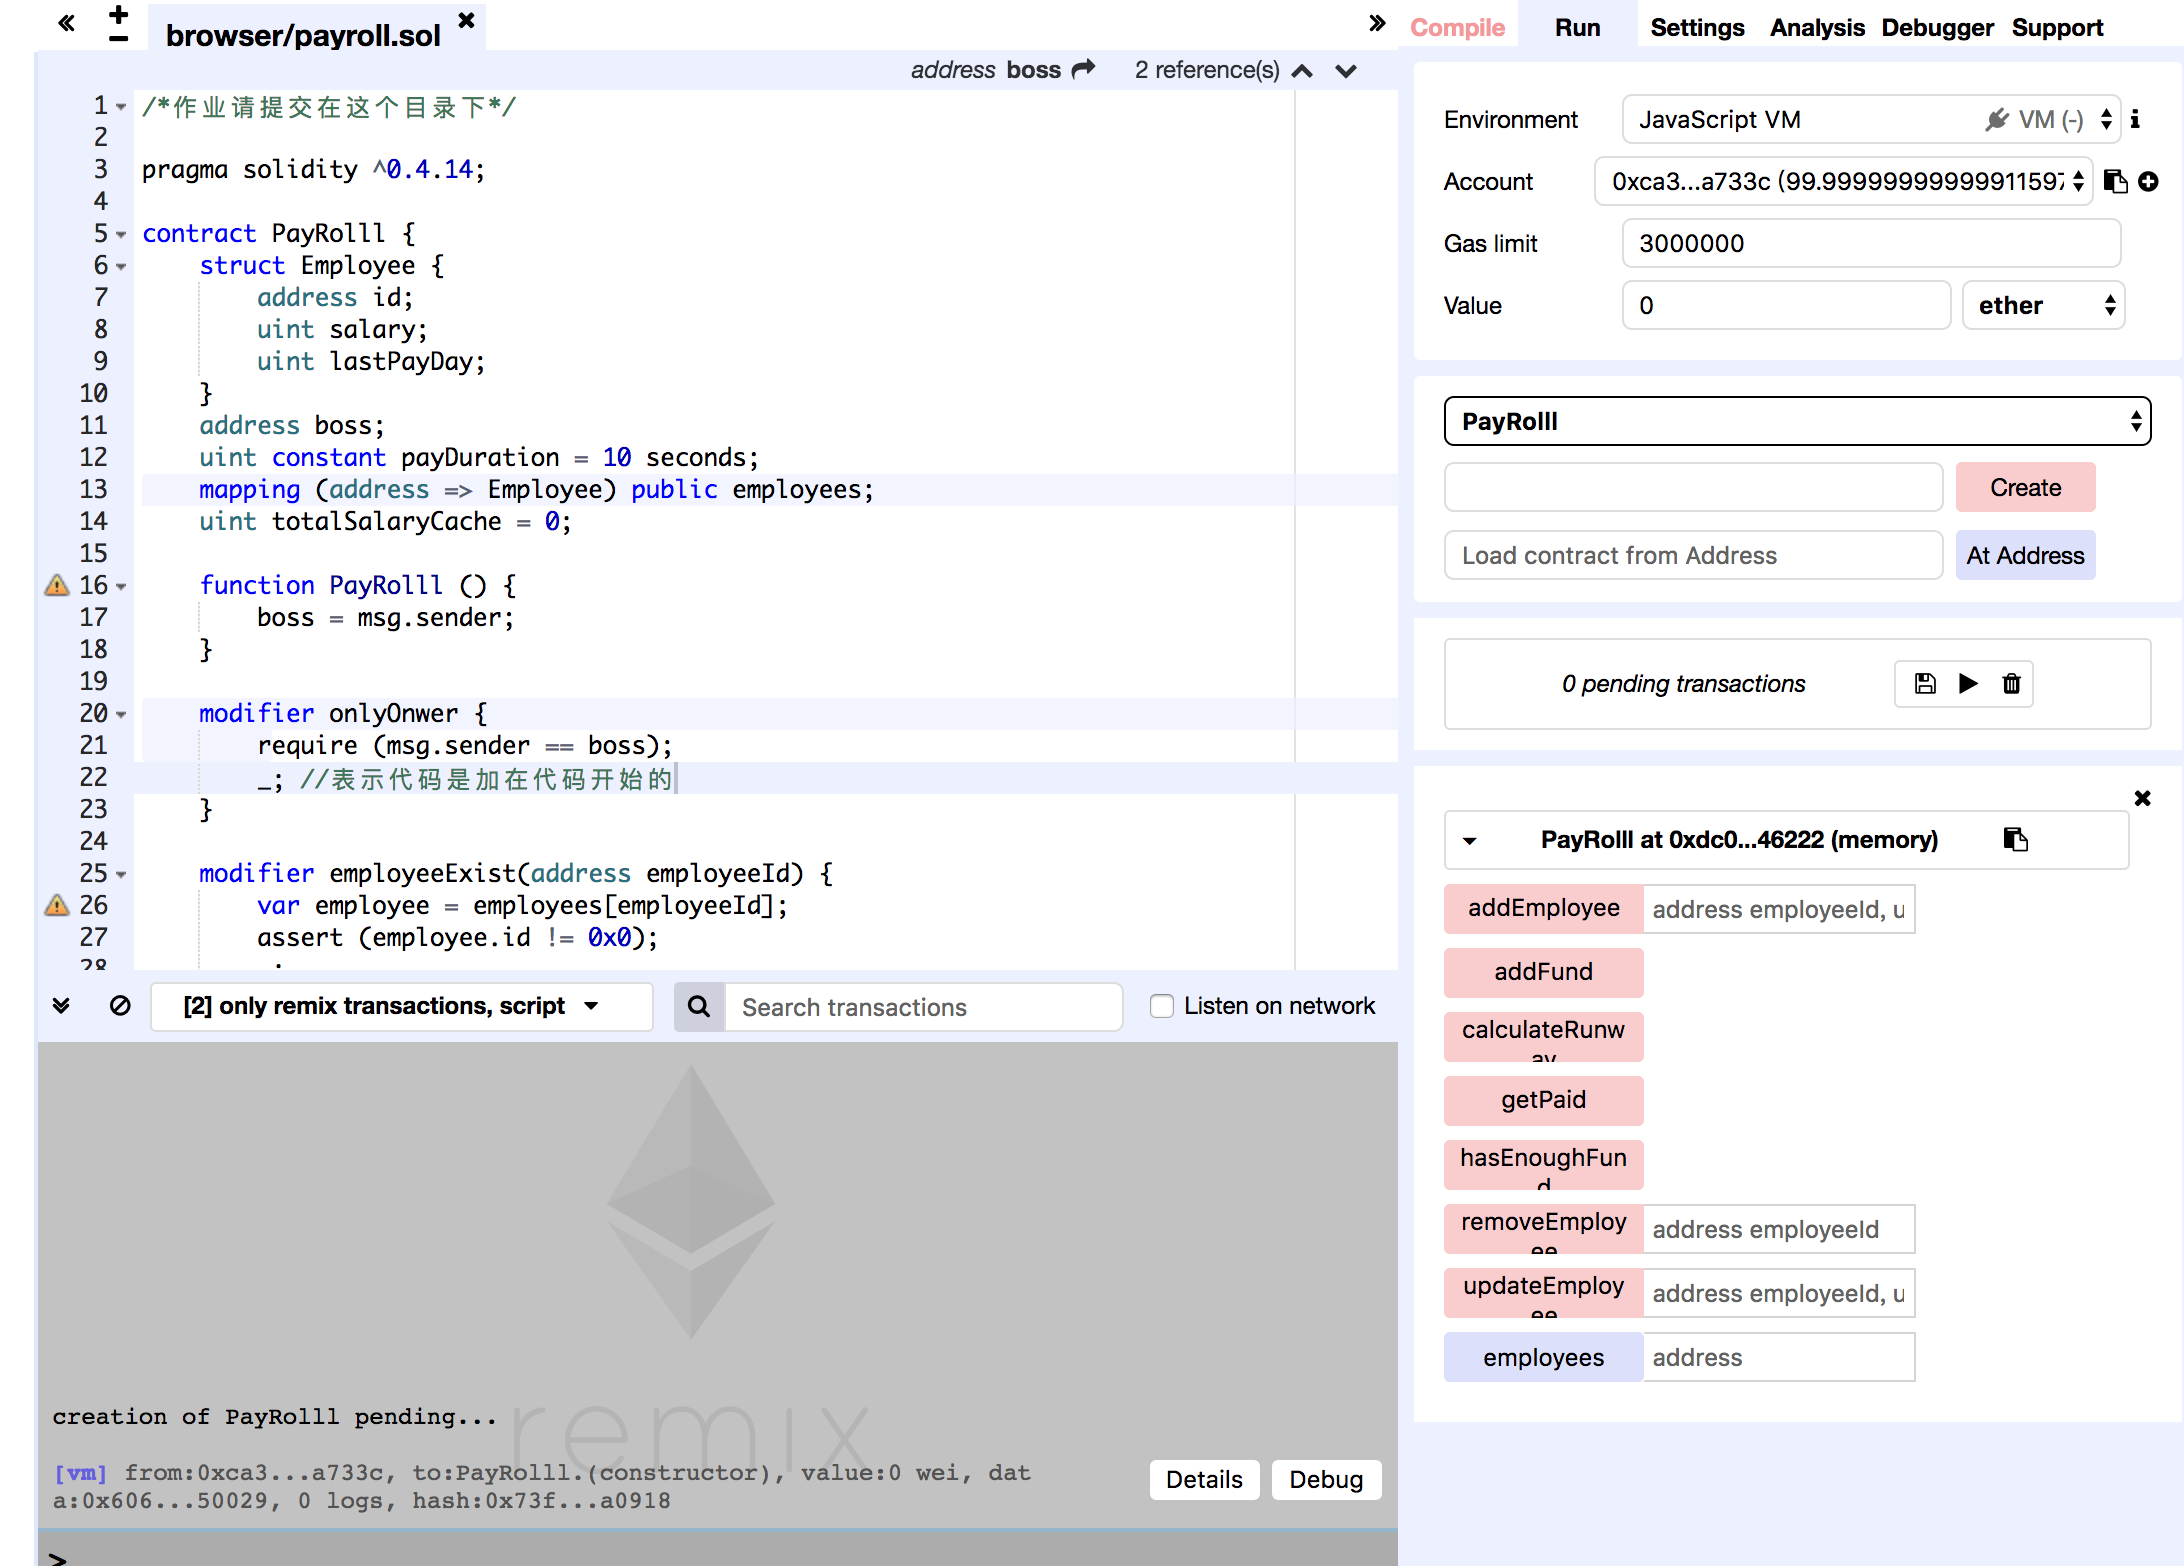 browser/payroll.sol
address boss 2 reference(s)
1 /*作业请提交在这个目录下*/
2
3 pragma solidity ^0.4.14;
4
5 contract PayRolll {
6 struct Employee {
7 address id;
8 uint salary;
9 uint lastPayDay;
10 }
11 address boss;
12 uint constant payDuration = 10 seconds;
13 mapping (address => Employee) public employees;
14 uint totalSalaryCache = 0;
15
16 function PayRolll () {
17 boss = msg.sender;
18 }
19
20 modifier onlyOnwer {
21 require (msg.sender == boss);
22 _; //表示代码是加在代码开始的
23 }
24
25 modifier employeeExist(address employeeId) {
26 var employee = employees[employeeId];
27 assert (employee.id != 0x0);
28
[2] only remix transactions, script
Search transactions
Listen on network
remix
creation of PayRolll pending...
[vm] from:0xca3...a733c, to:PayRolll.(constructor), value:0 wei, dat
a:0x606...50029, 0 logs, hash:0x73f...a0918
Details Debug
>
Compile Run Settings Analysis Debugger Support
Environment JavaScript VM VM (-)
Account 0xca3...a733c (99.99999999999911597
Gas limit 3000000
Value 0 ether
PayRolll
Create
Load contract from Address At Address
0 pending transactions
PayRolll at 0xdc0...46222 (memory)
addEmployee address employeeId, u
addFund
calculateRunw
ay
getPaid
hasEnoughFun
d
removeEmploy
ee
address employeeId
updateEmploy
ee
address employeeId, u
employees address